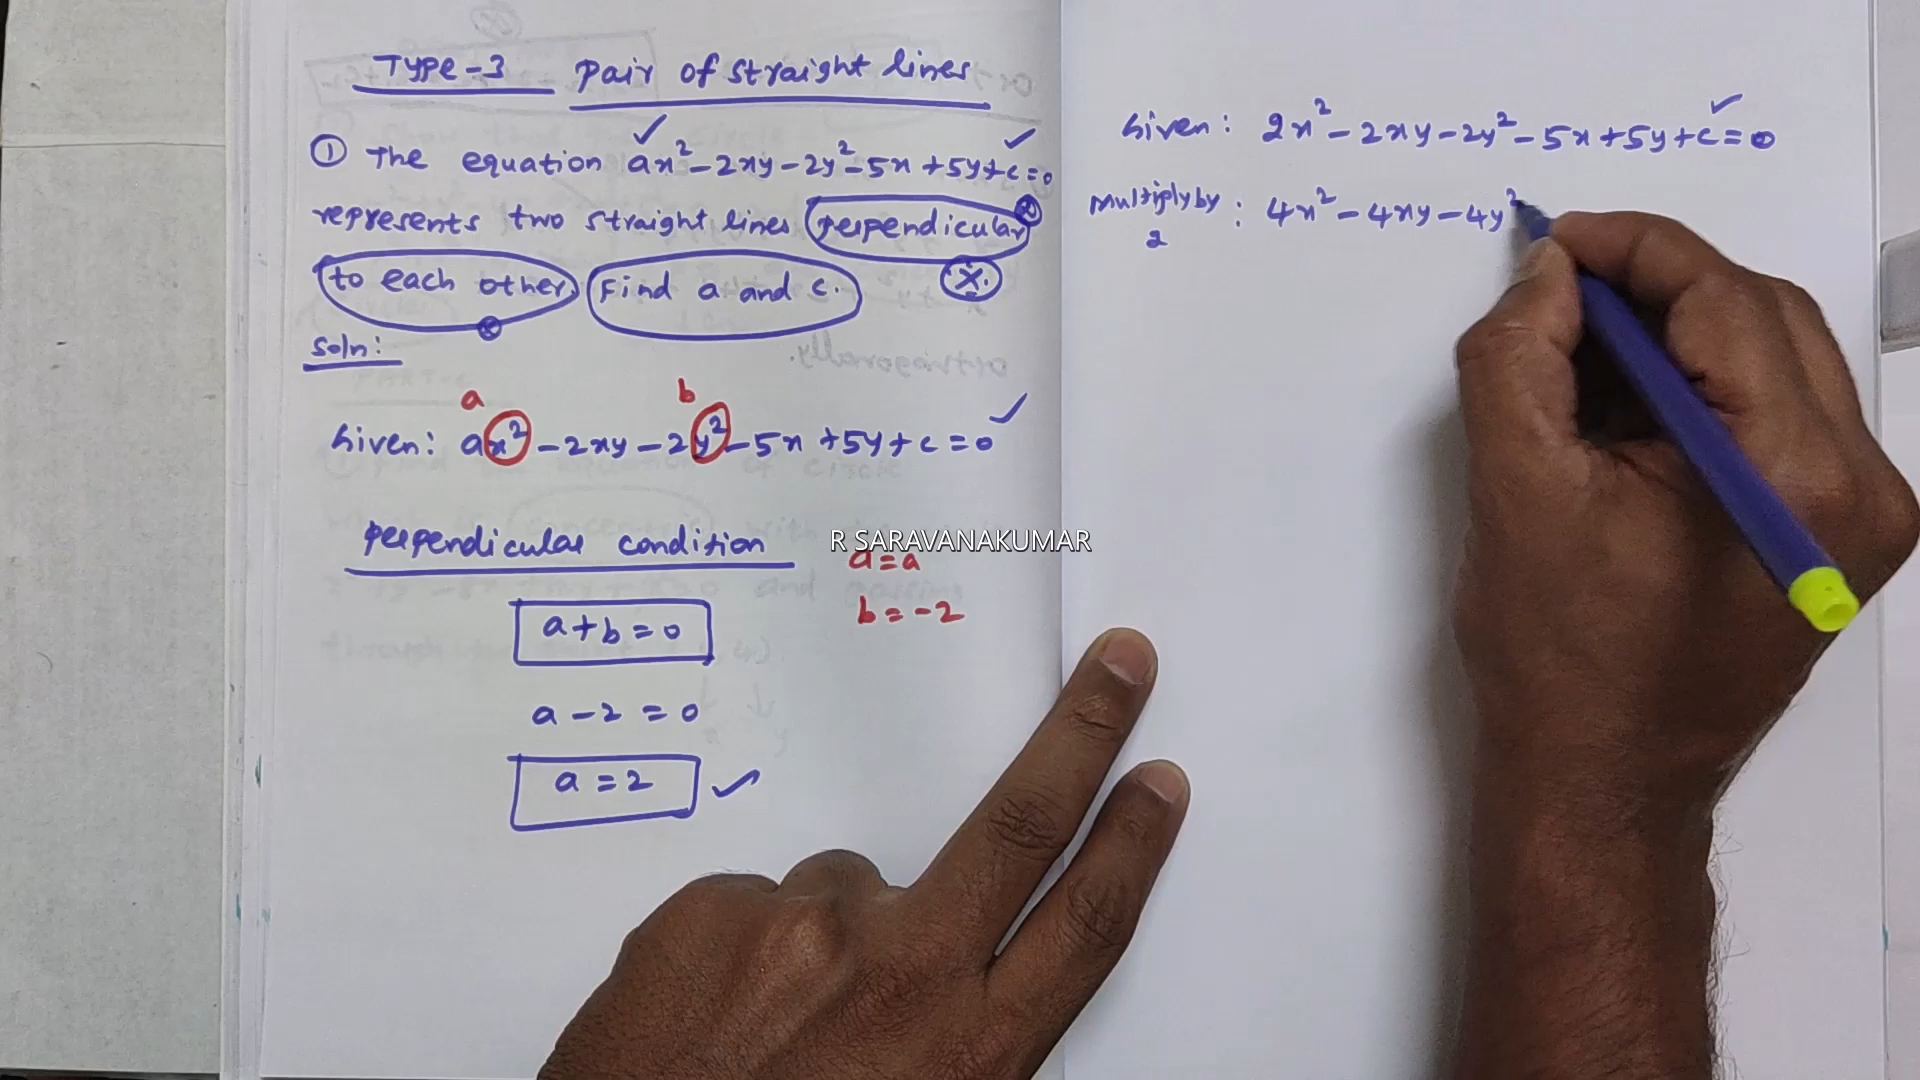 Type-3 Pair of straight lines
① The equation ax²-2xy-2y²-5x+5y+c=0
represents two straight lines perpendicular
to each other. Find a and c. X.
Soln:
a b
Given: ax²-2xy-2y²-5x+5y+c=0
perpendicular condition
a=a
b=-2
a+b=0
a-2=0
a=2
R SARAVANAKUMAR
Given: 2x²-2xy-2y²-5x+5y+c=0
Multiply by 2 : 4x²-4xy-4y²